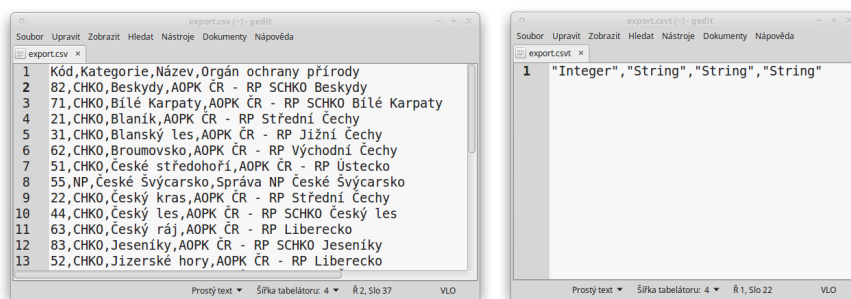 export.csv (~) - gedit
Soubor Upravit Zobrazit Hledat Nástroje Dokumenty Nápověda
export.csv ×
1 Kód,Kategorie,Název,Orgán ochrany přírody
2 82,CHKO,Beskydy,AOPK ČR - RP SCHKO Beskydy
3 71,CHKO,Bílé Karpaty,AOPK ČR - RP SCHKO Bílé Karpaty
4 21,CHKO,Blaník,AOPK ČR - RP Střední Čechy
5 31,CHKO,Blanský les,AOPK ČR - RP Jižní Čechy
6 62,CHKO,Broumovsko,AOPK ČR - RP Východní Čechy
7 51,CHKO,České středohoří,AOPK ČR - RP Ústecko
8 55,NP,České Švýcarsko,Správa NP České Švýcarsko
9 22,CHKO,Český kras,AOPK ČR - RP Střední Čechy
10 44,CHKO,Český les,AOPK ČR - RP SCHKO Český les
11 63,CHKO,Český ráj,AOPK ČR - RP Liberecko
12 83,CHKO,Jeseníky,AOPK ČR - RP SCHKO Jeseníky
13 52,CHKO,Jizerské hory,AOPK ČR - RP Liberecko
Prostý text Šířka tabelátoru: 4 Ř 2, Slo 37 VLO
export.csvt (~) - gedit
Soubor Upravit Zobrazit Hledat Nástroje Dokumenty Nápověda
export.csvt ×
1 "Integer","String","String","String"
Prostý text Šířka tabelátoru: 4 Ř 1, Slo 22 VLO